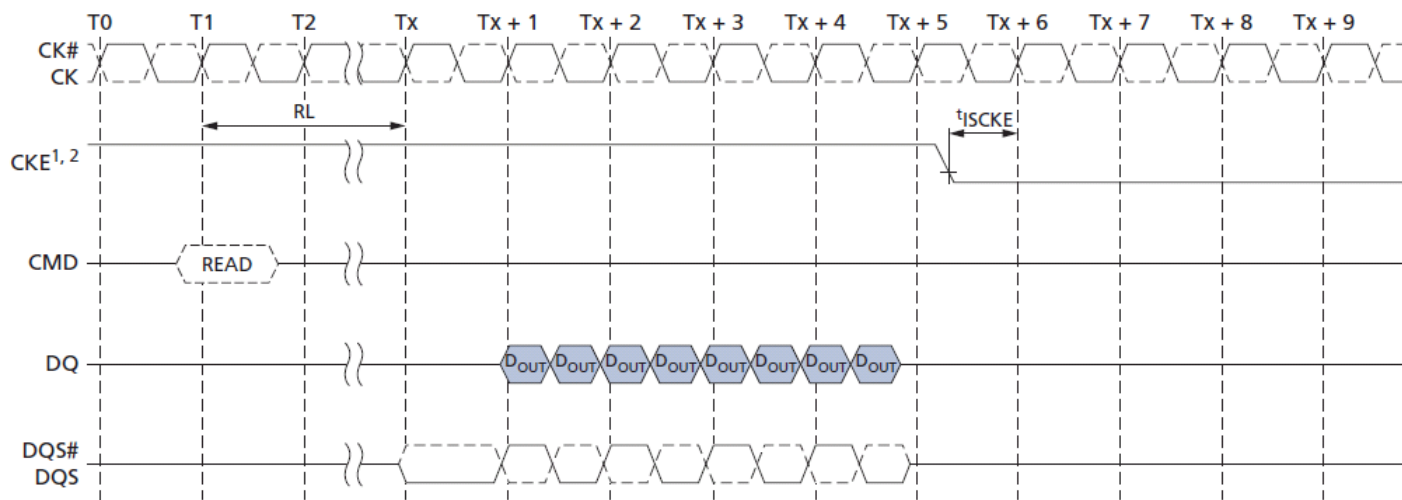 T0 T1 T2 Tx Tx + 1 Tx + 2 Tx + 3 Tx + 4 Tx + 5 Tx + 6 Tx + 7 Tx + 8 Tx + 9
CK#
CK
RL
tISCKE
CKE1, 2
CMD READ
DQ DOUT DOUT DOUT DOUT DOUT DOUT DOUT DOUT
DQS#
DQS